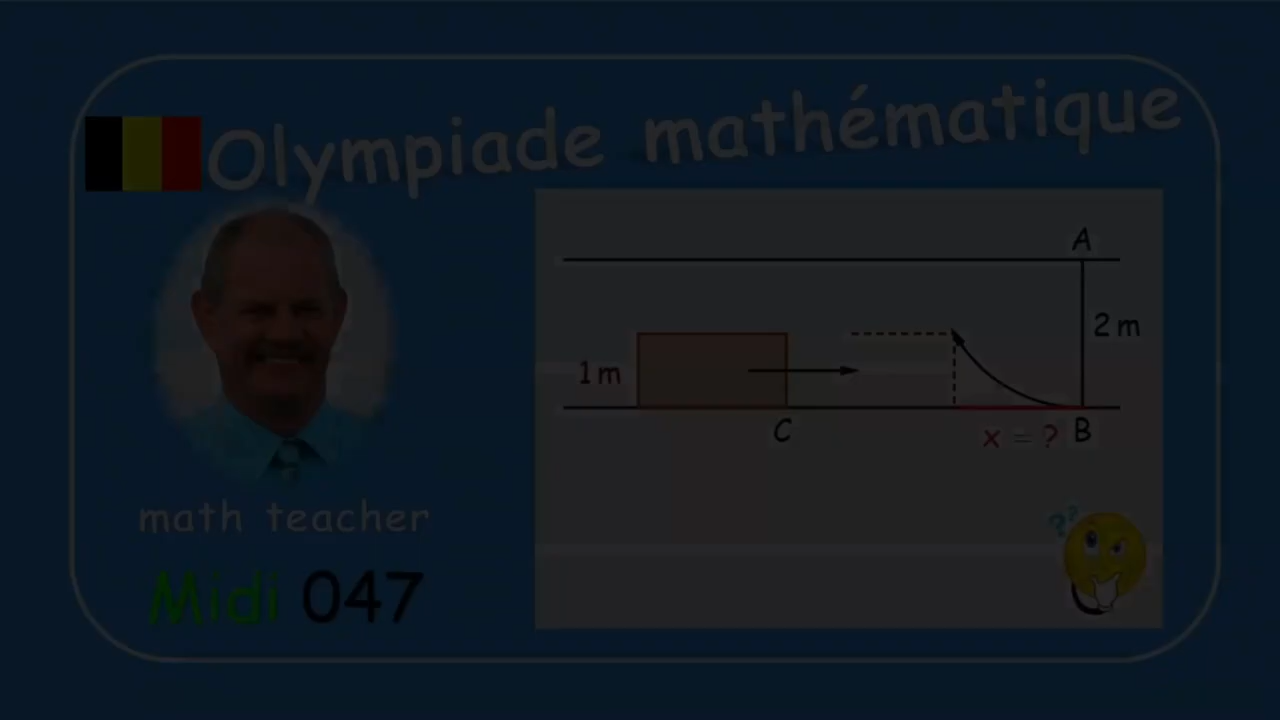 Olympiade mathématique
A
2 m
1 m
C
x = ? B
??
math teacher
Midi 047